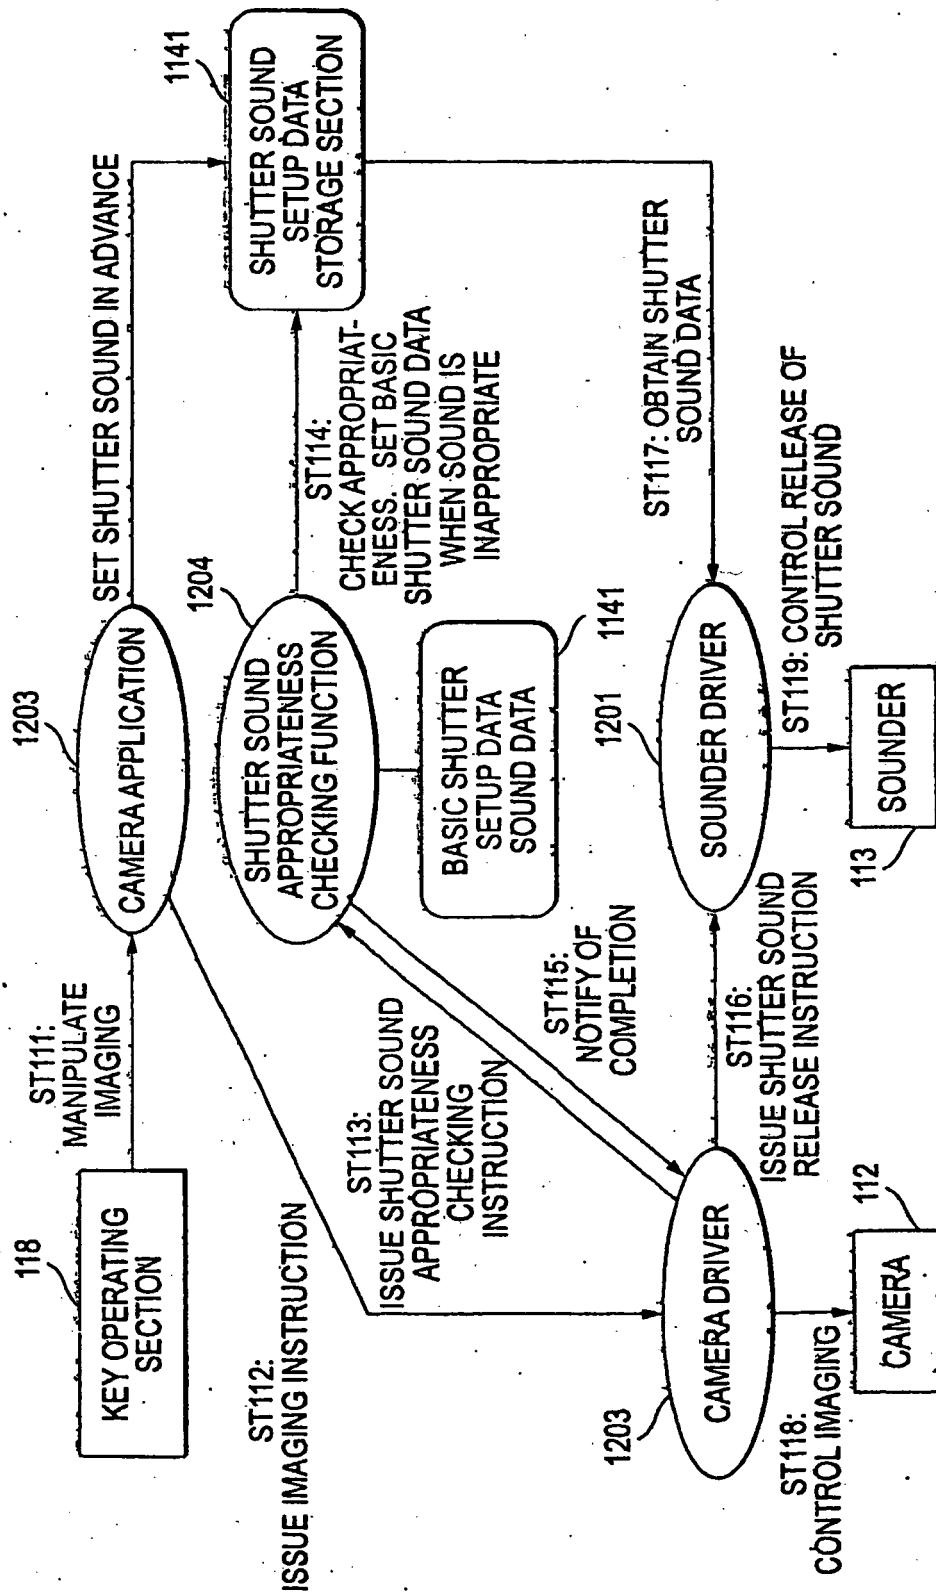 118
KEY OPERATING
SECTION
ST111:
MANIPULATE
IMAGING
1203
CAMERA APPLICATION
SET SHUTTER SOUND IN ADVANCE
1141
SHUTTER SOUND
SETUP DATA
STORAGE SECTION
ST112:
ISSUE IMAGING INSTRUCTION
1204
SHUTTER SOUND
APPROPRIATENESS
CHECKING FUNCTION
ST114:
CHECK APPROPRIAT-
ENESS. SET BASIC
SHUTTER SOUND DATA
WHEN SOUND IS
INAPPROPRIATE
ST113:
ISSUE SHUTTER SOUND
APPROPRIATENESS
CHECKING
INSTRUCTION
ST115:
NOTIFY OF
COMPLETION
BASIC SHUTTER
SETUP DATA
SOUND DATA
1141
ST117: OBTAIN SHUTTER
SOUND DATA
1203
CAMERA DRIVER
ST116:
ISSUE SHUTTER SOUND
RELEASE INSTRUCTION
1201
SOUNDER DRIVER
ST118:
CONTROL IMAGING
112
CAMERA
ST119: CONTROL RELEASE OF
SHUTTER SOUND
113
SOUNDER